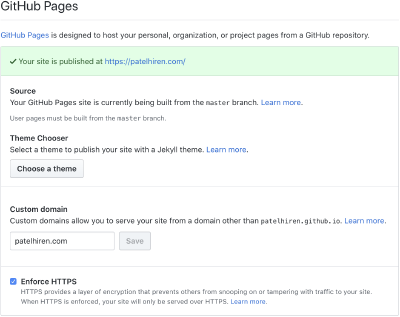 GitHub Pages
GitHub Pages is designed to host your personal, organization, or project pages from a GitHub repository.
Your site is published at https://patelhiren.com/
Source
Your GitHub Pages site is currently being built from the master branch. Learn more.
User pages must be built from the master branch.
Theme Chooser
Select a theme to publish your site with a Jekyll theme. Learn more.
Choose a theme
Custom domain
Custom domains allow you to serve your site from a domain other than patelhiren.github.io. Learn more.
patelhiren.com Save
Enforce HTTPS
HTTPS provides a layer of encryption that prevents others from snooping on or tampering with traffic to your site.
When HTTPS is enforced, your site will only be served over HTTPS. Learn more.